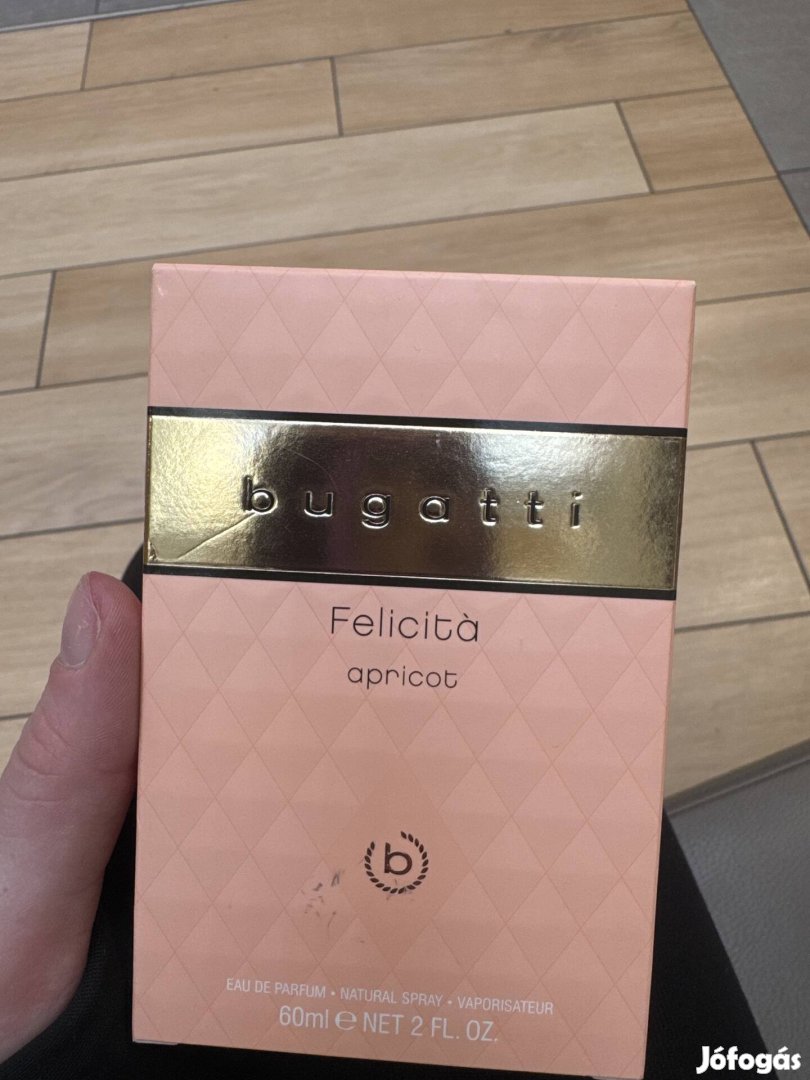 bugatti
Felicità
apricot
b
EAU DE PARFUM • NATURAL SPRAY • VAPORISATEUR
60ml ℮ NET 2 FL. OZ.
Jófogás